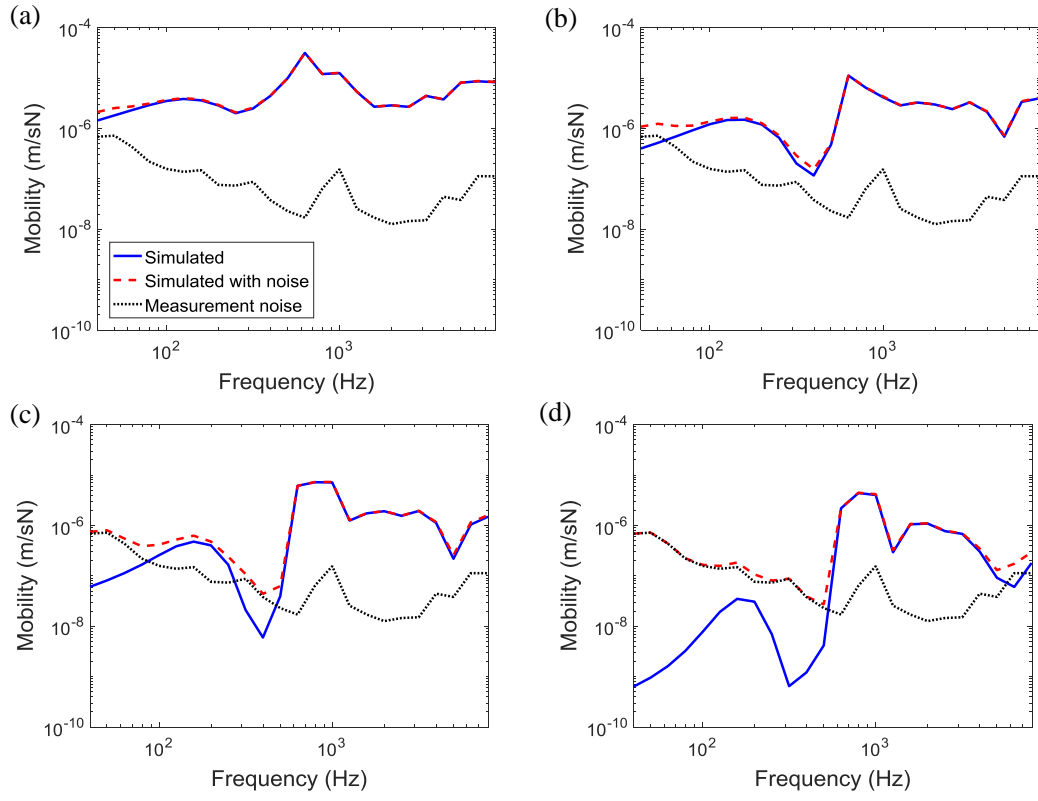 (a)
10^-4
10^-6
10^-8
10^-10
Mobility (m/sN)
Simulated
Simulated with noise
Measurement noise
10^2
10^3
Frequency (Hz)
(b)
10^-4
10^-6
10^-8
10^-10
Mobility (m/sN)
10^2
10^3
Frequency (Hz)
(c)
10^-4
10^-6
10^-8
10^-10
Mobility (m/sN)
10^2
10^3
Frequency (Hz)
(d)
10^-4
10^-6
10^-8
10^-10
Mobility (m/sN)
10^2
10^3
Frequency (Hz)